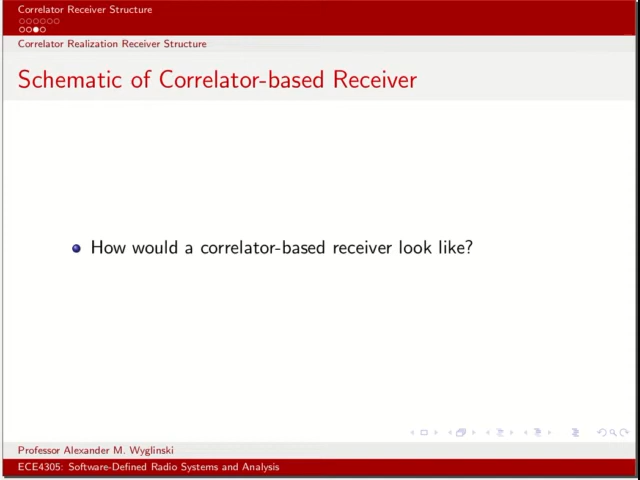 Correlator Receiver Structure
Correlator Realization Receiver Structure
Schematic of Correlator-based Receiver
How would a correlator-based receiver look like?
Professor Alexander M. Wyglinski
ECE4305: Software-Defined Radio Systems and Analysis